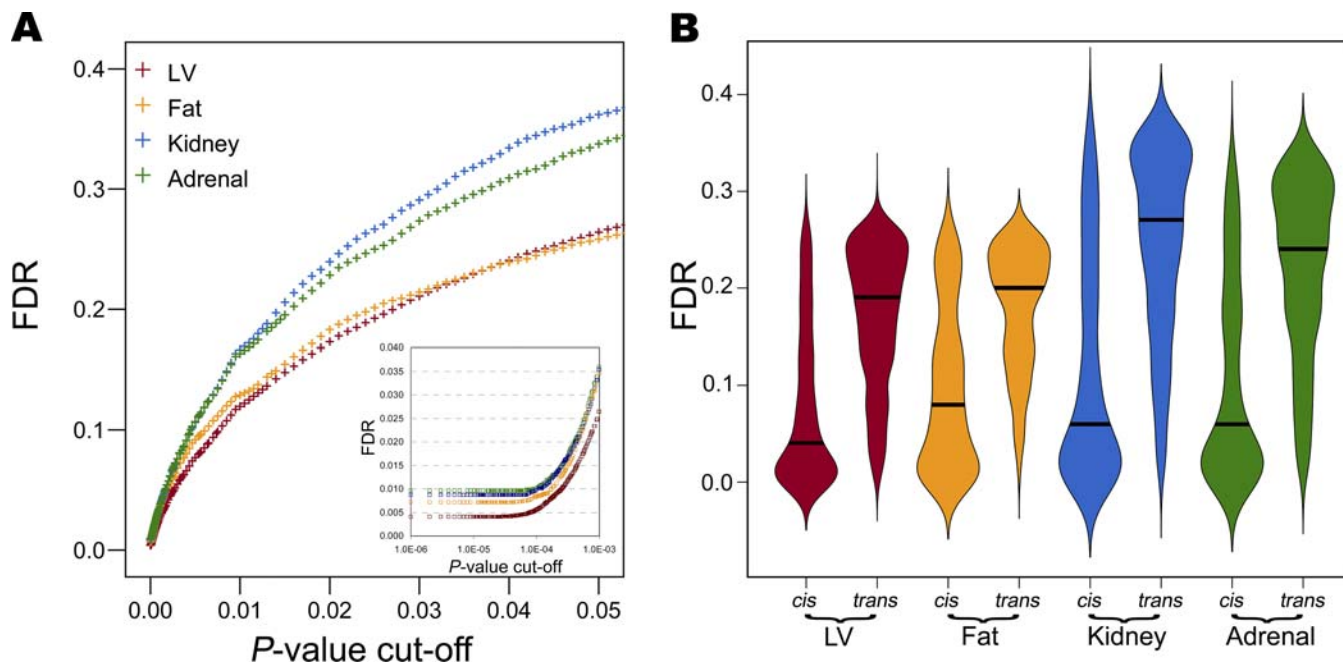 A
FDR
0.4
0.3
0.2
0.1
0.0
LV
Fat
Kidney
Adrenal
FDR
0.040
0.035
0.030
0.025
0.020
0.015
0.010
0.005
0.000
1.0E-06 1.0E-05 1.0E-04 1.0E-03
P-value cut-off
0.00 0.01 0.02 0.03 0.04 0.05
P-value cut-off
B
FDR
0.4
0.3
0.2
0.1
0.0
cis trans cis trans cis trans cis trans
LV Fat Kidney Adrenal